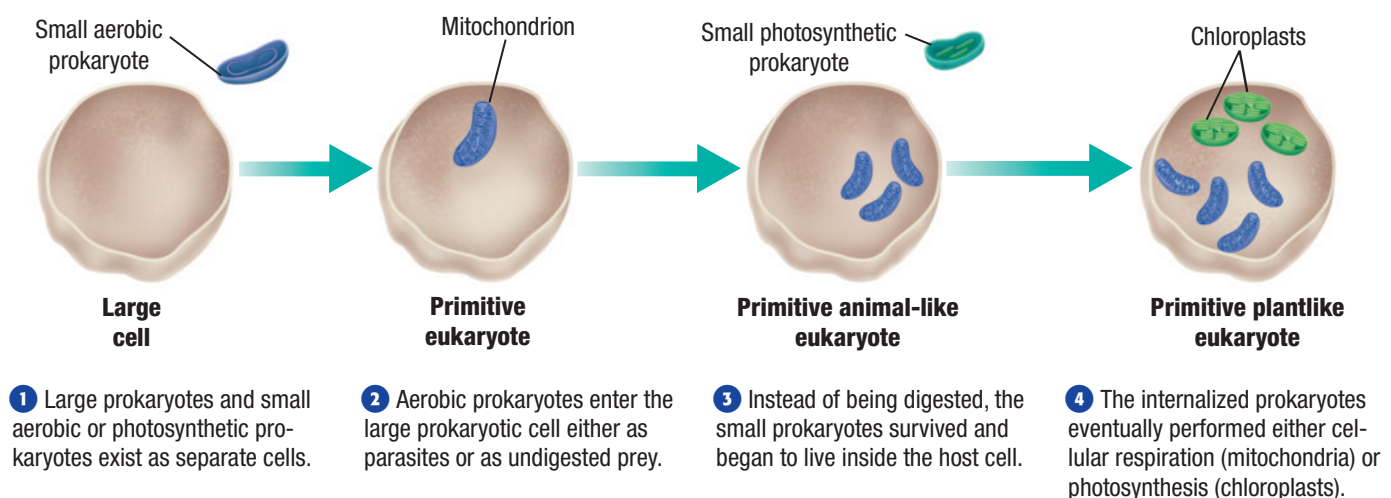 Small aerobic
prokaryote
Mitochondrion
Small photosynthetic
prokaryote
Chloroplasts
Large
cell
Primitive
eukaryote
Primitive animal-like
eukaryote
Primitive plantlike
eukaryote
1 Large prokaryotes and small
aerobic or photosynthetic pro-
karyotes exist as separate cells.
2 Aerobic prokaryotes enter the
large prokaryotic cell either as
parasites or as undigested prey.
3 Instead of being digested, the
small prokaryotes survived and
began to live inside the host cell.
4 The internalized prokaryotes
eventually performed either cel-
lular respiration (mitochondria) or
photosynthesis (chloroplasts).